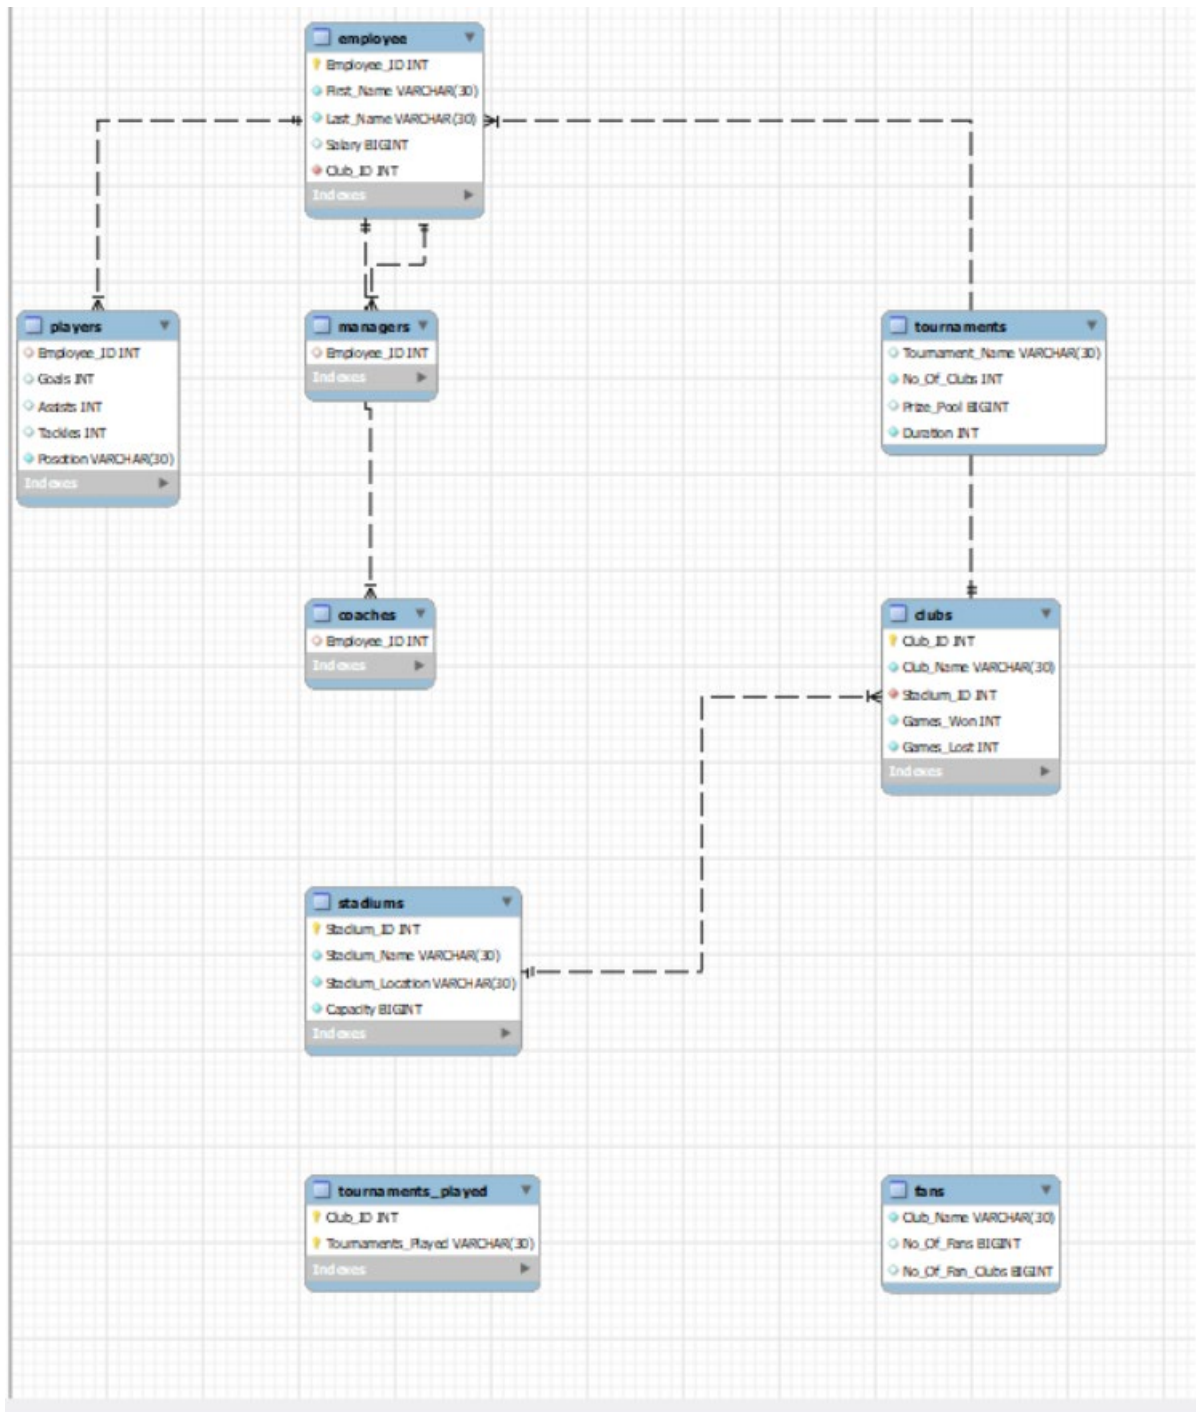 employee
Employee_ID INT
First_Name VARCHAR(30)
Last_Name VARCHAR(30)
Salary BIGINT
Club_ID INT
Indexes
players
Employee_ID INT
Goals INT
Assists INT
Tackles INT
Position VARCHAR(30)
Indexes
managers
Employee_ID INT
Indexes
tournaments
Tournament_Name VARCHAR(30)
No_Of_Clubs INT
Prize_Pool BIGINT
Duration INT
coaches
Employee_ID INT
Indexes
clubs
Club_ID INT
Club_Name VARCHAR(30)
Stadium_ID INT
Games_Won INT
Games_Lost INT
Indexes
stadiums
Stadium_ID INT
Stadium_Name VARCHAR(30)
Stadium_Location VARCHAR(30)
Capacity BIGINT
Indexes
tournaments_played
Club_ID INT
Tournaments_Played VARCHAR(30)
Indexes
fans
Club_Name VARCHAR(30)
No_Of_Fans BIGINT
No_Of_Fan_Clubs BIGINT